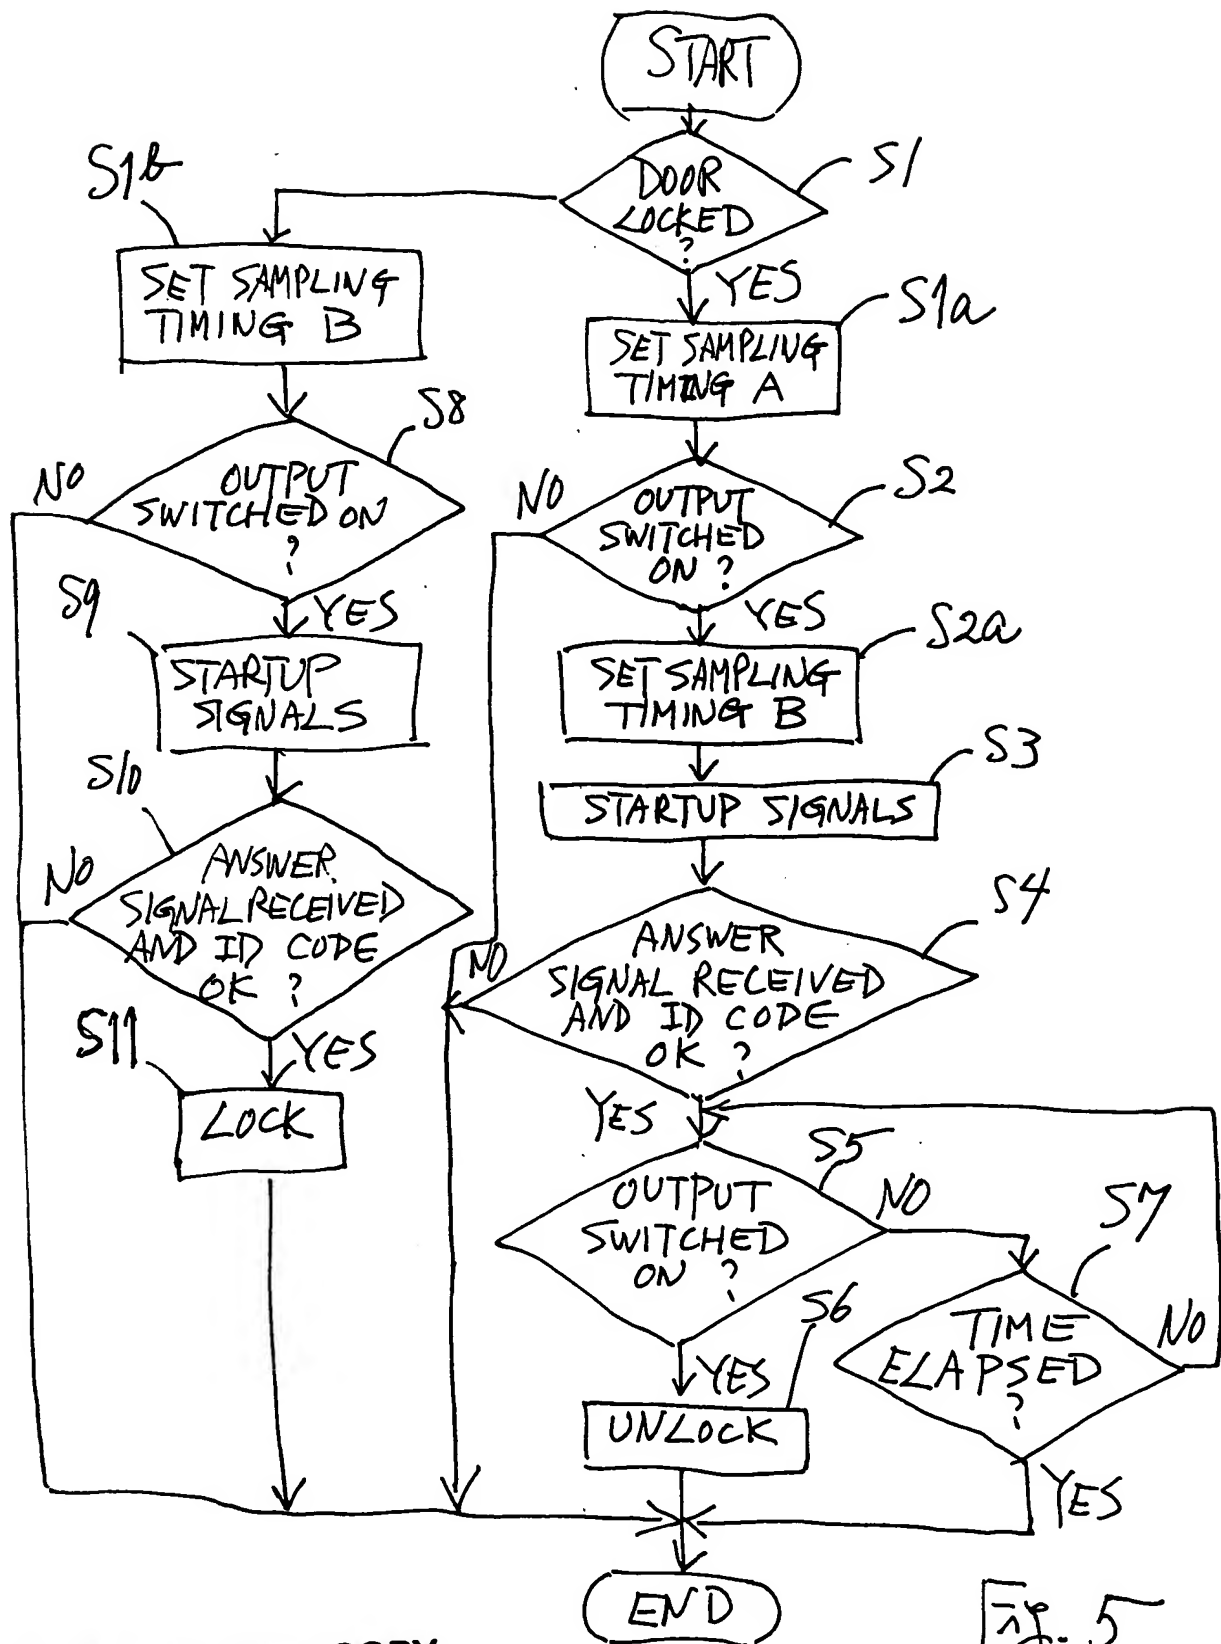 START
DOOR
LOCKED
?
S1
YES
S1b
SET SAMPLING
TIMING B
S1a
SET SAMPLING
TIMING A
S8
NO
OUTPUT
SWITCHED ON
?
YES
S2
NO
OUTPUT
SWITCHED
ON ?
YES
S9
STARTUP
SIGNALS
S2a
SET SAMPLING
TIMING B
S3
STARTUP SIGNALS
S10
NO
ANSWER
SIGNAL RECEIVED
AND ID CODE
OK ?
YES
S4
NO
ANSWER
SIGNAL RECEIVED
AND ID CODE
OK ?
YES
S11
LOCK
S5
OUTPUT
SWITCHED
ON ?
NO
YES
S7
TIME
ELAPSED
?
NO
YES
S6
UNLOCK
END
Fig. 5
COPY